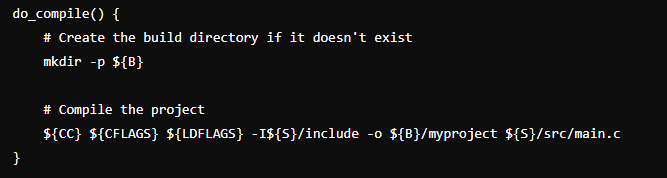 do_compile() {
    # Create the build directory if it doesn't exist
    mkdir -p ${B}

    # Compile the project
    ${CC} ${CFLAGS} ${LDFLAGS} -I${S}/include -o ${B}/myproject ${S}/src/main.c
}